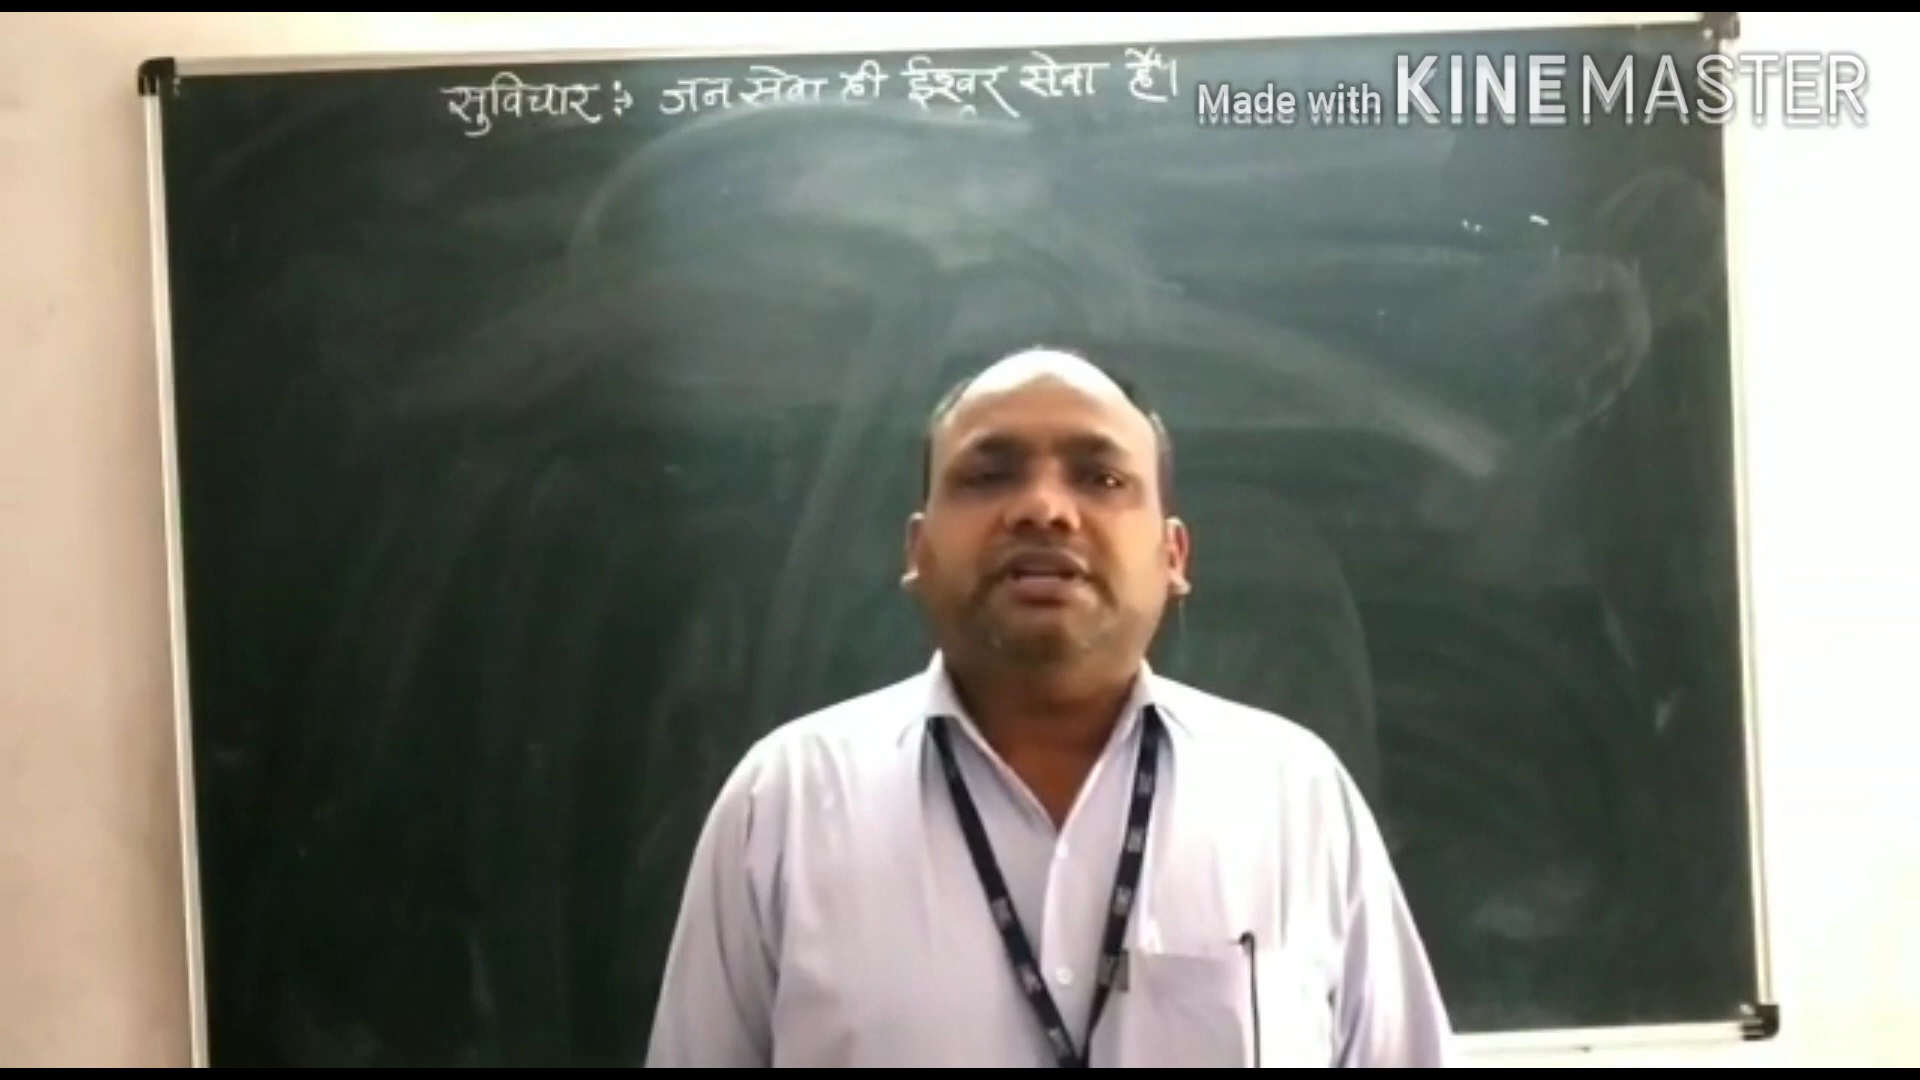 सुविचार :→ जन सेवा ही ईश्वर सेवा हैं।
Made with KINEMASTER